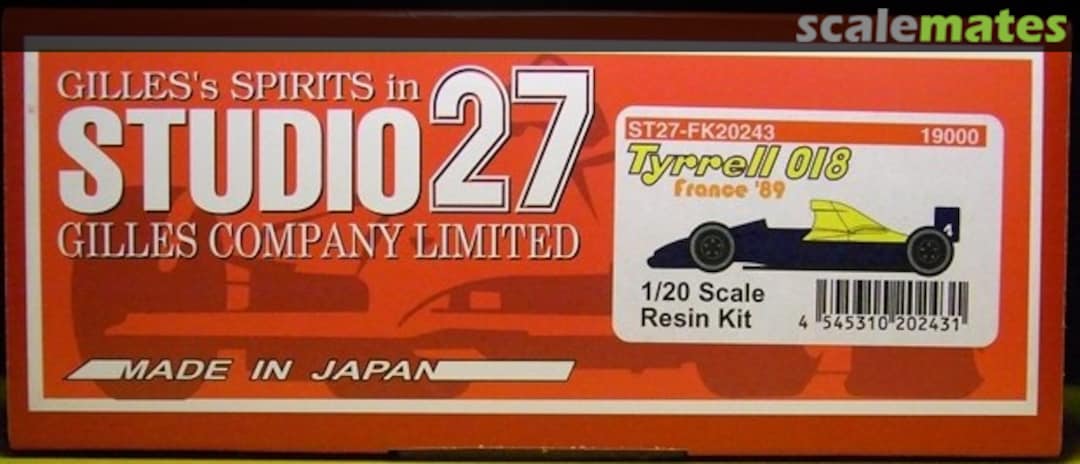 scalemates
GILLES's SPIRITS in
STUDIO27
GILLES COMPANY LIMITED
MADE IN JAPAN
ST27-FK20243 19000
Tyrrell 018
France '89
4
1/20 Scale
Resin Kit
4 545310 202431